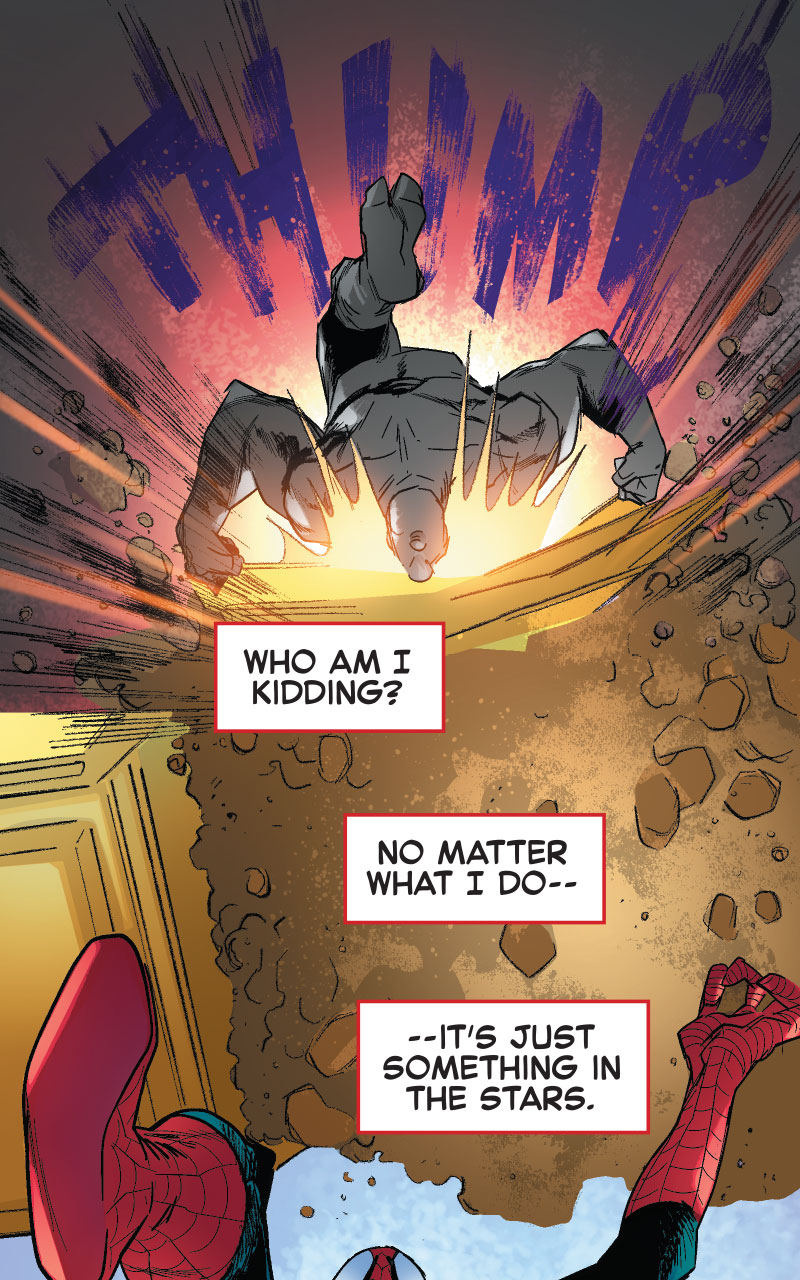 THUMP
WHO AM I
KIDDING?
NO MATTER
WHAT I DO--
--IT'S JUST
SOMETHING IN
THE STARS.